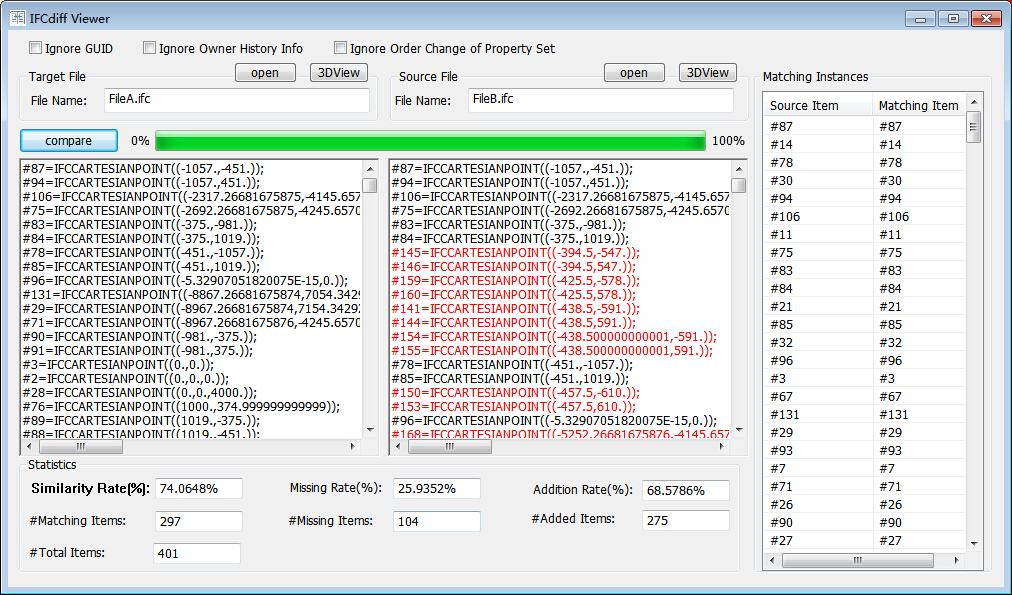 IFCdiff Viewer
Ignore GUID Ignore Owner History Info Ignore Order Change of Property Set
Target File open 3DView Source File open 3DView Matching Instances
File Name: FileA.ifc File Name: FileB.ifc
Source Item Matching Item
compare 0% 100%
#87=IFCCARTESIANPOINT((-1057.,-451.));
#94=IFCCARTESIANPOINT((-1057.,451.));
#106=IFCCARTESIANPOINT((-2317.26681675875,-4145.657
#75=IFCCARTESIANPOINT((-2692.26681675875,-4245.6570
#83=IFCCARTESIANPOINT((-375.,-981.));
#84=IFCCARTESIANPOINT((-375.,1019.));
#78=IFCCARTESIANPOINT((-451.,-1057.));
#85=IFCCARTESIANPOINT((-451.,1019.));
#96=IFCCARTESIANPOINT((-5.32907051820075E-15,0.));
#131=IFCCARTESIANPOINT((-8867.26681675874,7054.3429
#29=IFCCARTESIANPOINT((-8967.26681675874,7154.34292
#71=IFCCARTESIANPOINT((-8967.26681675876,-4245.6570
#90=IFCCARTESIANPOINT((-981.,-375.));
#91=IFCCARTESIANPOINT((-981.,375.));
#3=IFCCARTESIANPOINT((0.,0.));
#2=IFCCARTESIANPOINT((0.,0.,0.));
#28=IFCCARTESIANPOINT((0.,0.,4000.));
#76=IFCCARTESIANPOINT((1000.,374.999999999999));
#89=IFCCARTESIANPOINT((1019.,-375.));
#88=IFCCARTESIANPOINT((1019.,-451.));
#87=IFCCARTESIANPOINT((-1057.,-451.));
#94=IFCCARTESIANPOINT((-1057.,451.));
#106=IFCCARTESIANPOINT((-2317.26681675875,-4145.657
#75=IFCCARTESIANPOINT((-2692.26681675875,-4245.6570
#83=IFCCARTESIANPOINT((-375.,-981.));
#84=IFCCARTESIANPOINT((-375.,1019.));
#145=IFCCARTESIANPOINT((-394.5,-547.));
#146=IFCCARTESIANPOINT((-394.5,547.));
#159=IFCCARTESIANPOINT((-425.5,-578.));
#160=IFCCARTESIANPOINT((-425.5,578.));
#141=IFCCARTESIANPOINT((-438.5,-591.));
#144=IFCCARTESIANPOINT((-438.5,591.));
#154=IFCCARTESIANPOINT((-438.500000000001,-591.));
#155=IFCCARTESIANPOINT((-438.500000000001,591.));
#78=IFCCARTESIANPOINT((-451.,-1057.));
#85=IFCCARTESIANPOINT((-451.,1019.));
#150=IFCCARTESIANPOINT((-457.5,-610.));
#153=IFCCARTESIANPOINT((-457.5,610.));
#96=IFCCARTESIANPOINT((-5.32907051820075E-15,0.));
#168=IFCCARTESIANPOINT((-5252.26681675876,-4145.657
#87 #87
#14 #14
#78 #78
#30 #30
#94 #94
#106 #106
#11 #11
#75 #75
#83 #83
#84 #84
#21 #21
#85 #85
#32 #32
#96 #96
#3 #3
#67 #67
#131 #131
#29 #29
#93 #93
#7 #7
#71 #71
#26 #26
#90 #90
#27 #27
Statistics
Similarity Rate(%): 74.0648% Missing Rate(%): 25.9352% Addition Rate(%): 68.5786%
#Matching Items: 297 #Missing Items: 104 #Added Items: 275
#Total Items: 401